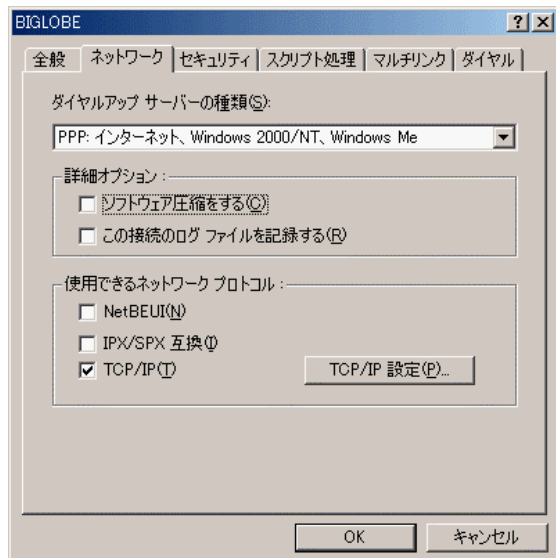 BIGLOBE
全般 ネットワーク セキュリティ スクリプト処理 マルチリンク ダイヤル
ダイヤルアップ サーバーの種類(S):
PPP: インターネット、Windows 2000/NT、Windows Me
詳細オプション :
ソフトウェア圧縮をする(C)
この接続のログ ファイルを記録する(R)
使用できるネットワーク プロトコル :
NetBEUI(N)
IPX/SPX 互換(I)
TCP/IP(T) TCP/IP 設定(P)...
OK キャンセル